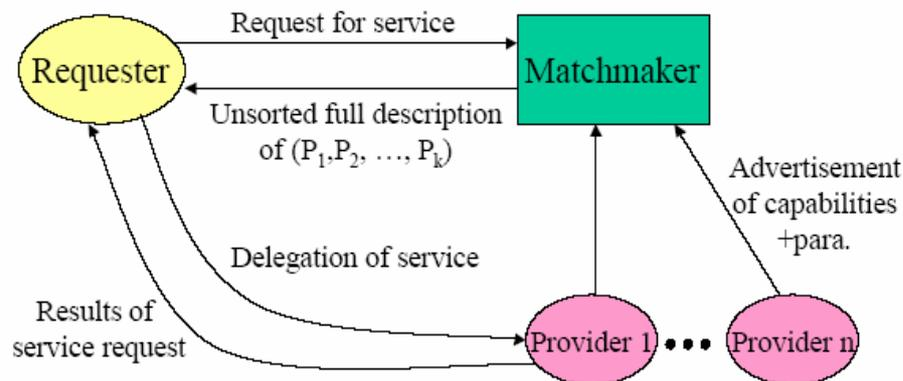 Request for service
Requester
Matchmaker
Unsorted full description
of (P1,P2, …, Pk)
Advertisement
of capabilities
+para.
Delegation of service
Results of
service request
Provider 1
Provider n